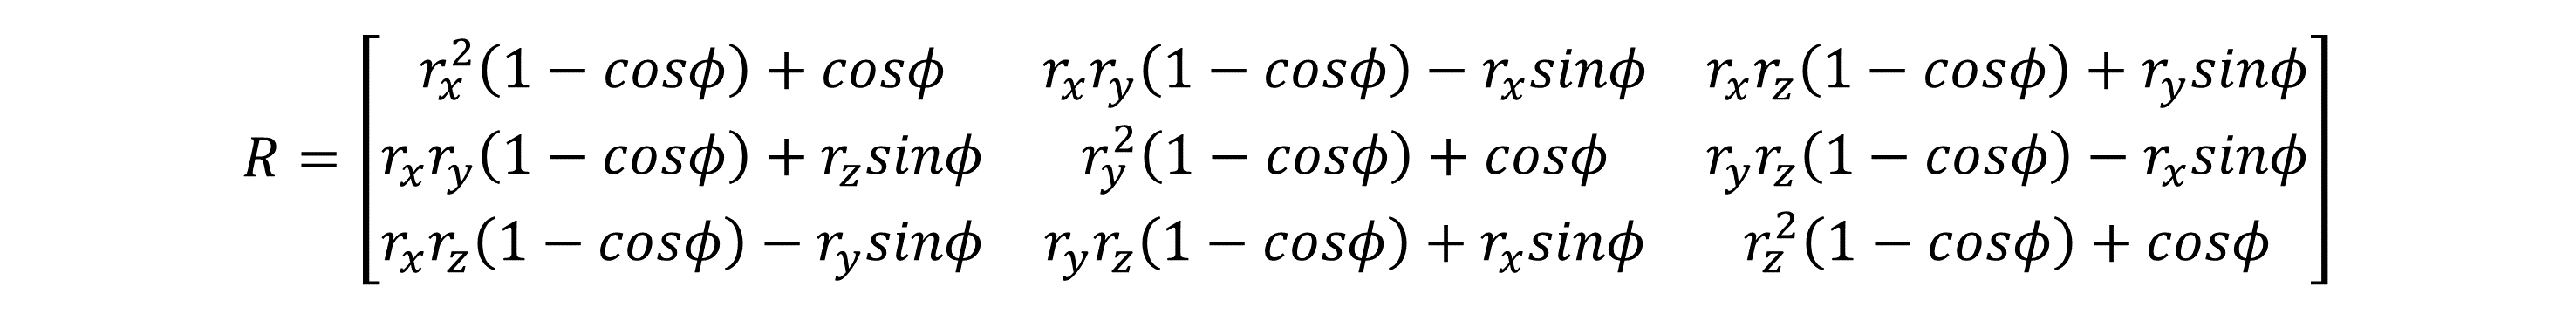 R = [ r_x^2(1 − cosϕ) + cosϕ   r_x r_y(1 − cosϕ) − r_x sinϕ   r_x r_z(1 − cosϕ) + r_y sinϕ
r_x r_y(1 − cosϕ) + r_z sinϕ   r_y^2(1 − cosϕ) + cosϕ   r_y r_z(1 − cosϕ) − r_x sinϕ
r_x r_z(1 − cosϕ) − r_y sinϕ   r_y r_z(1 − cosϕ) + r_x sinϕ   r_z^2(1 − cosϕ) + cosϕ ]